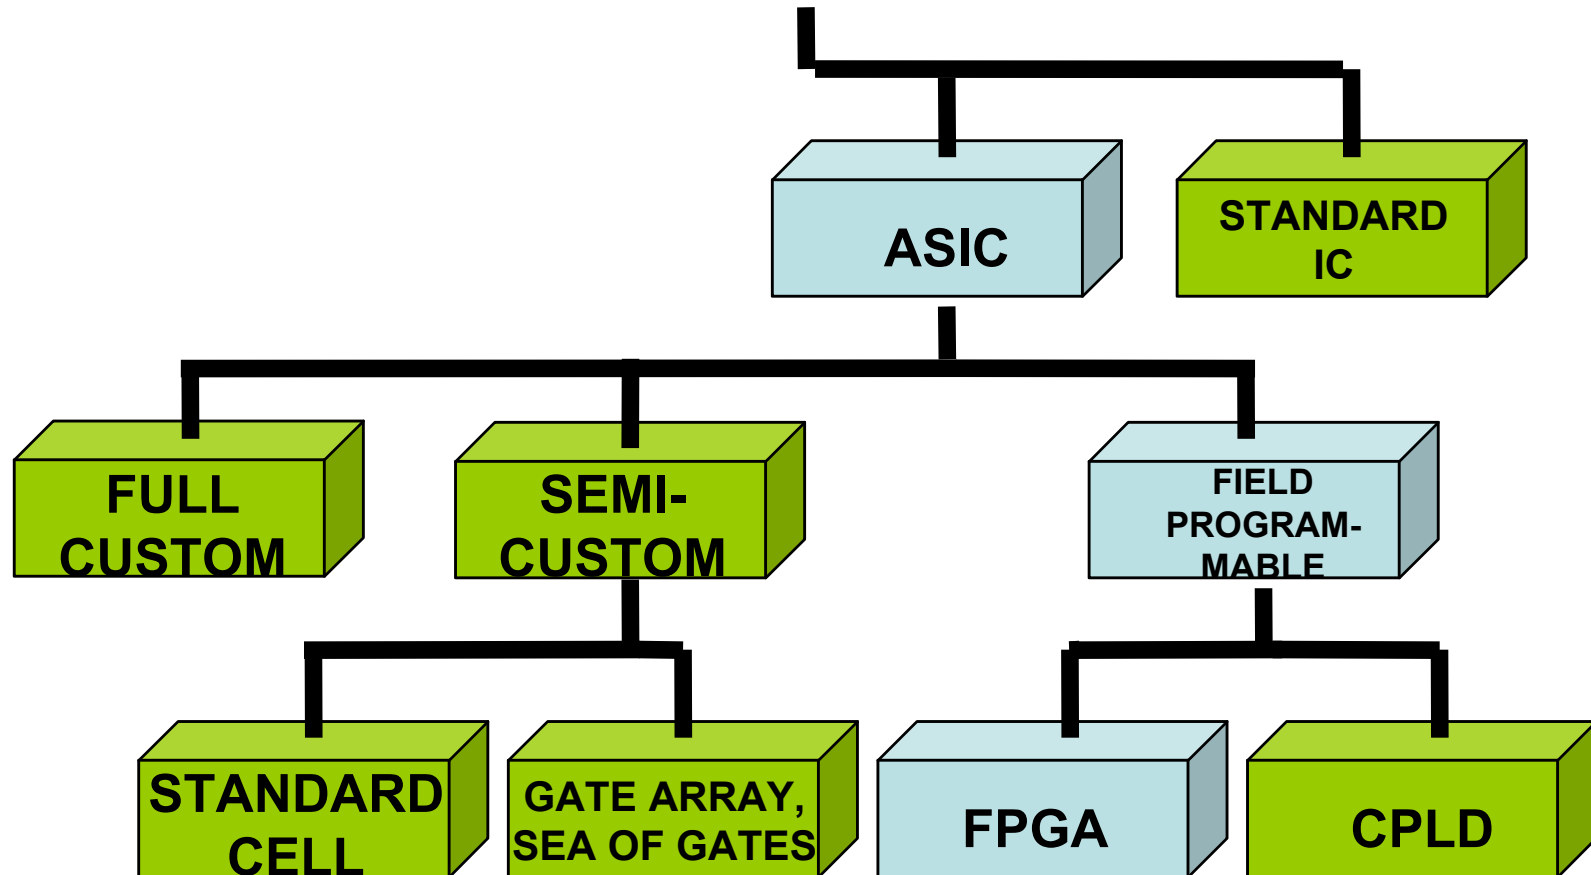 ASIC
STANDARD
IC
FULL
CUSTOM
SEMI-
CUSTOM
FIELD
PROGRAM-
MABLE
STANDARD
CELL
GATE ARRAY,
SEA OF GATES
FPGA
CPLD